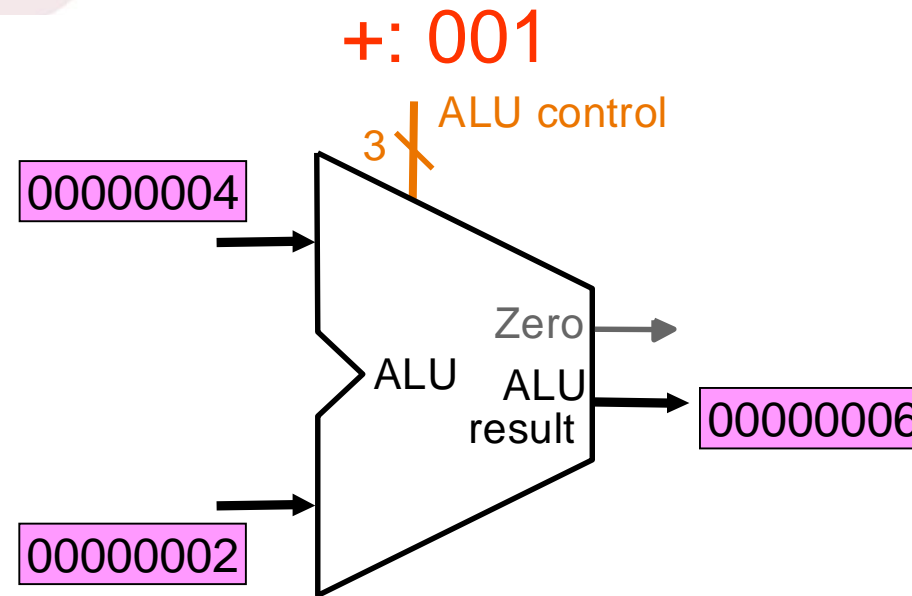 +: 001
ALU control
3
00000004
Zero
ALU
ALU
result
00000006
00000002